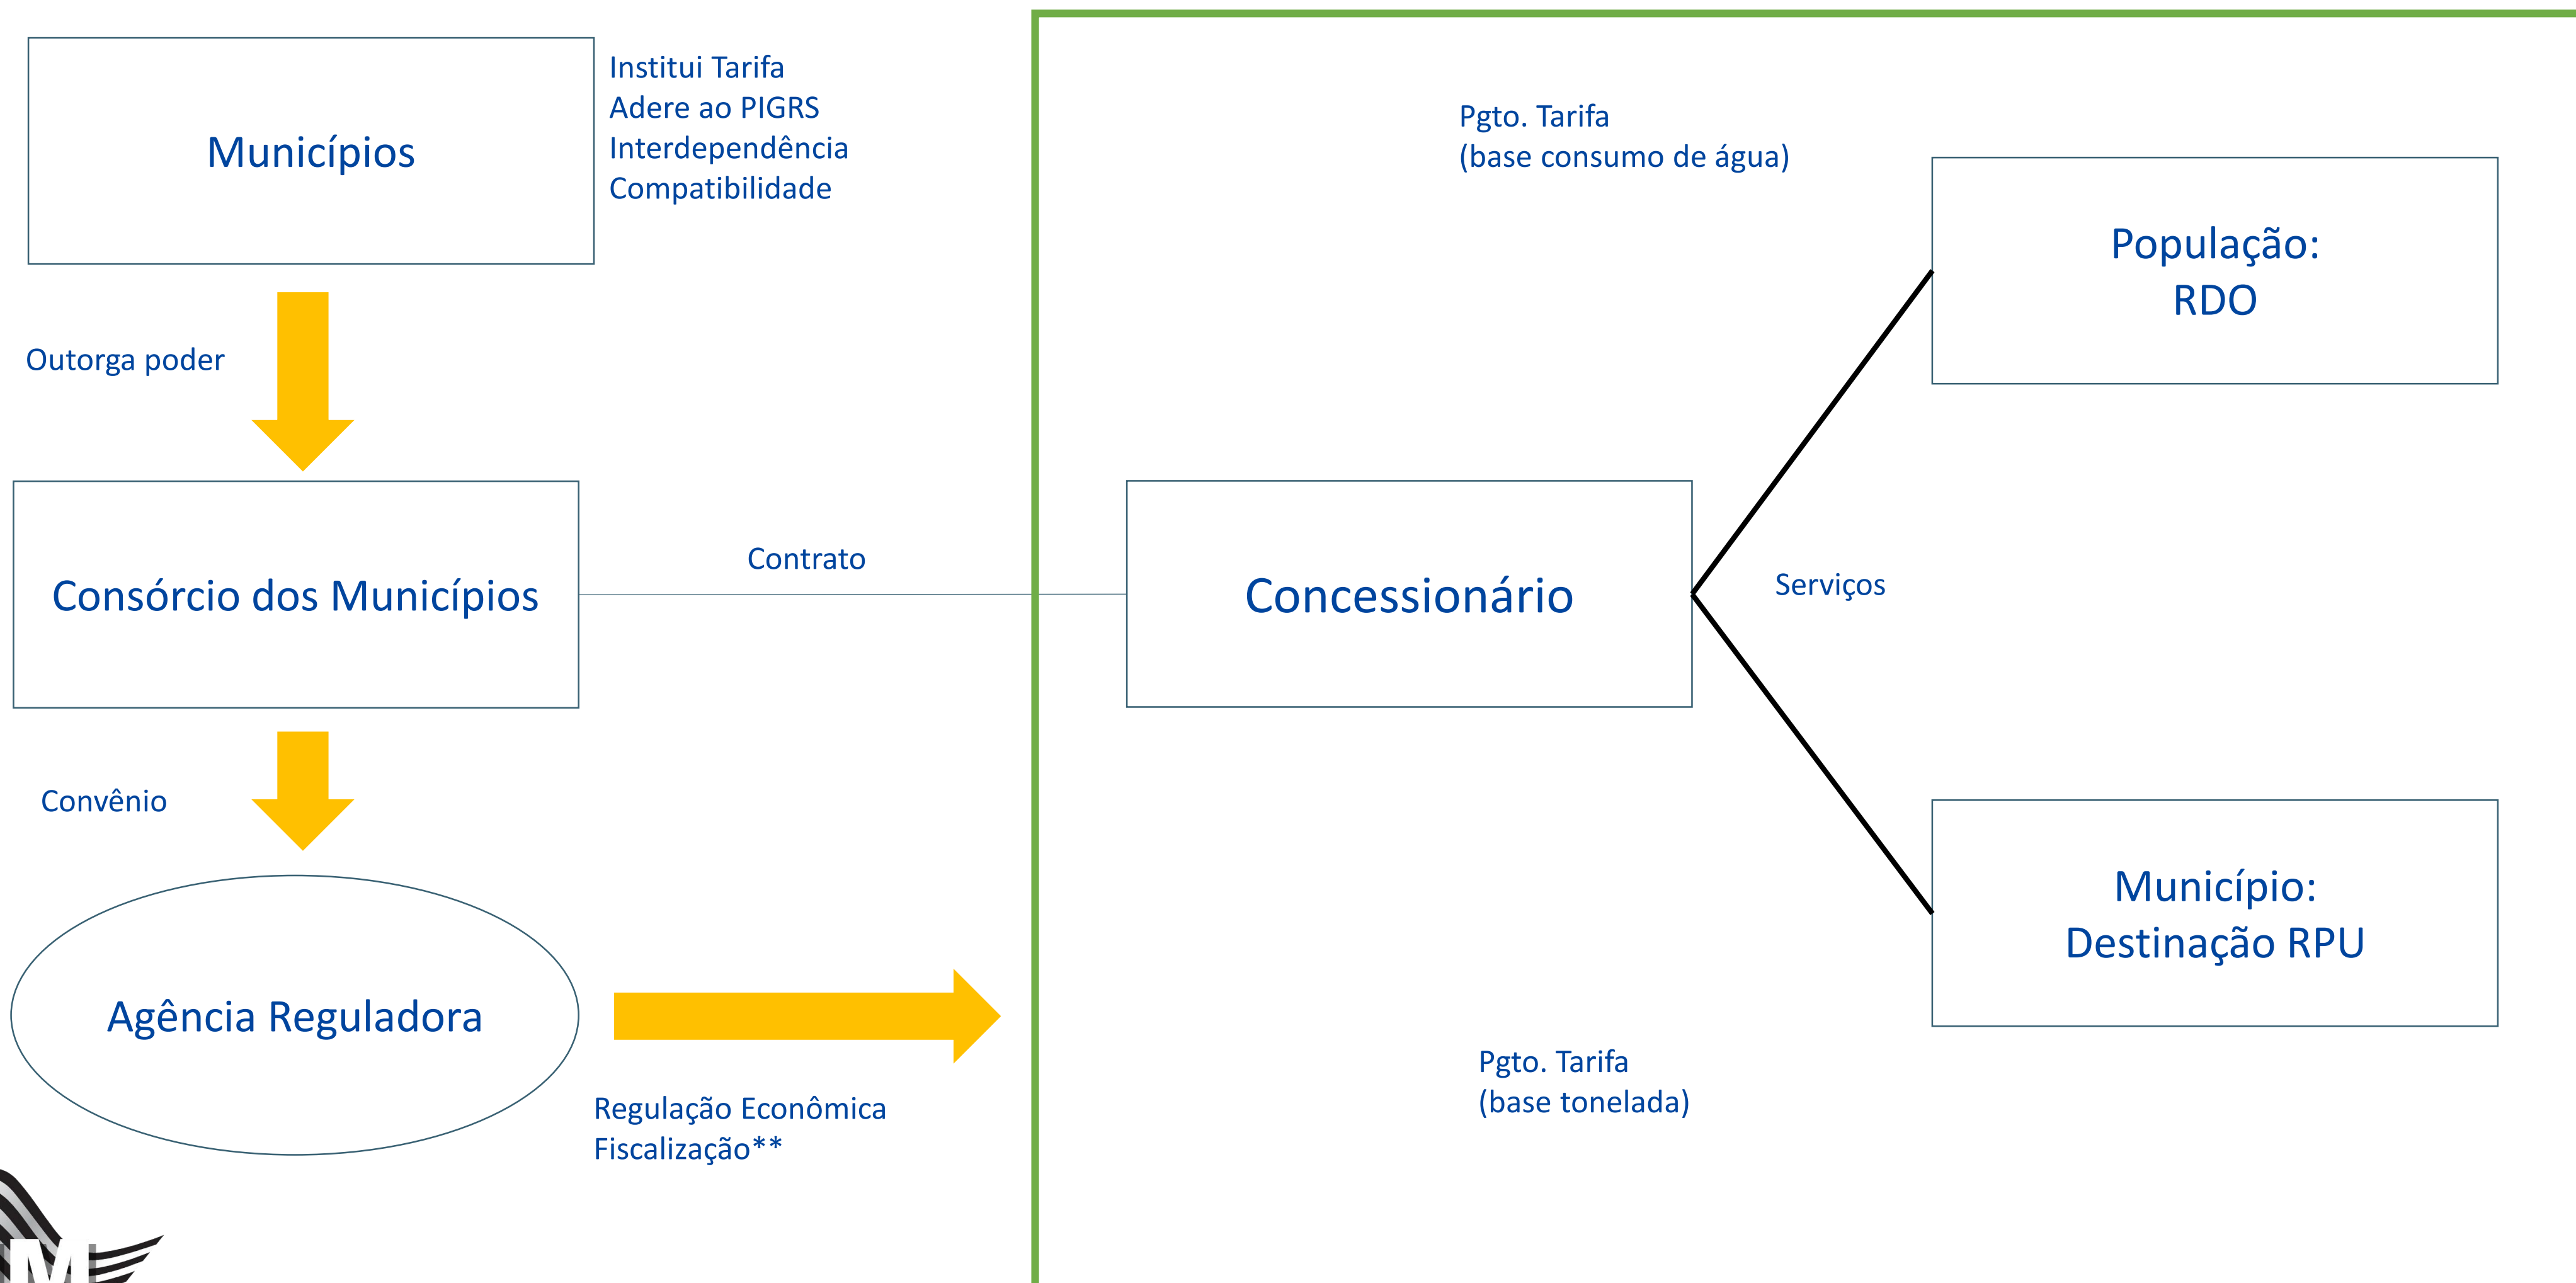 Municípios
Institui Tarifa
Adere ao PIGRS
Interdependência
Compatibilidade
Outorga poder
Consórcio dos Municípios
Contrato
Convênio
Agência Reguladora
Regulação Econômica
Fiscalização**
Pgto. Tarifa
(base consumo de água)
População:
RDO
Concessionário
Serviços
Município:
Destinação RPU
Pgto. Tarifa
(base tonelada)
M